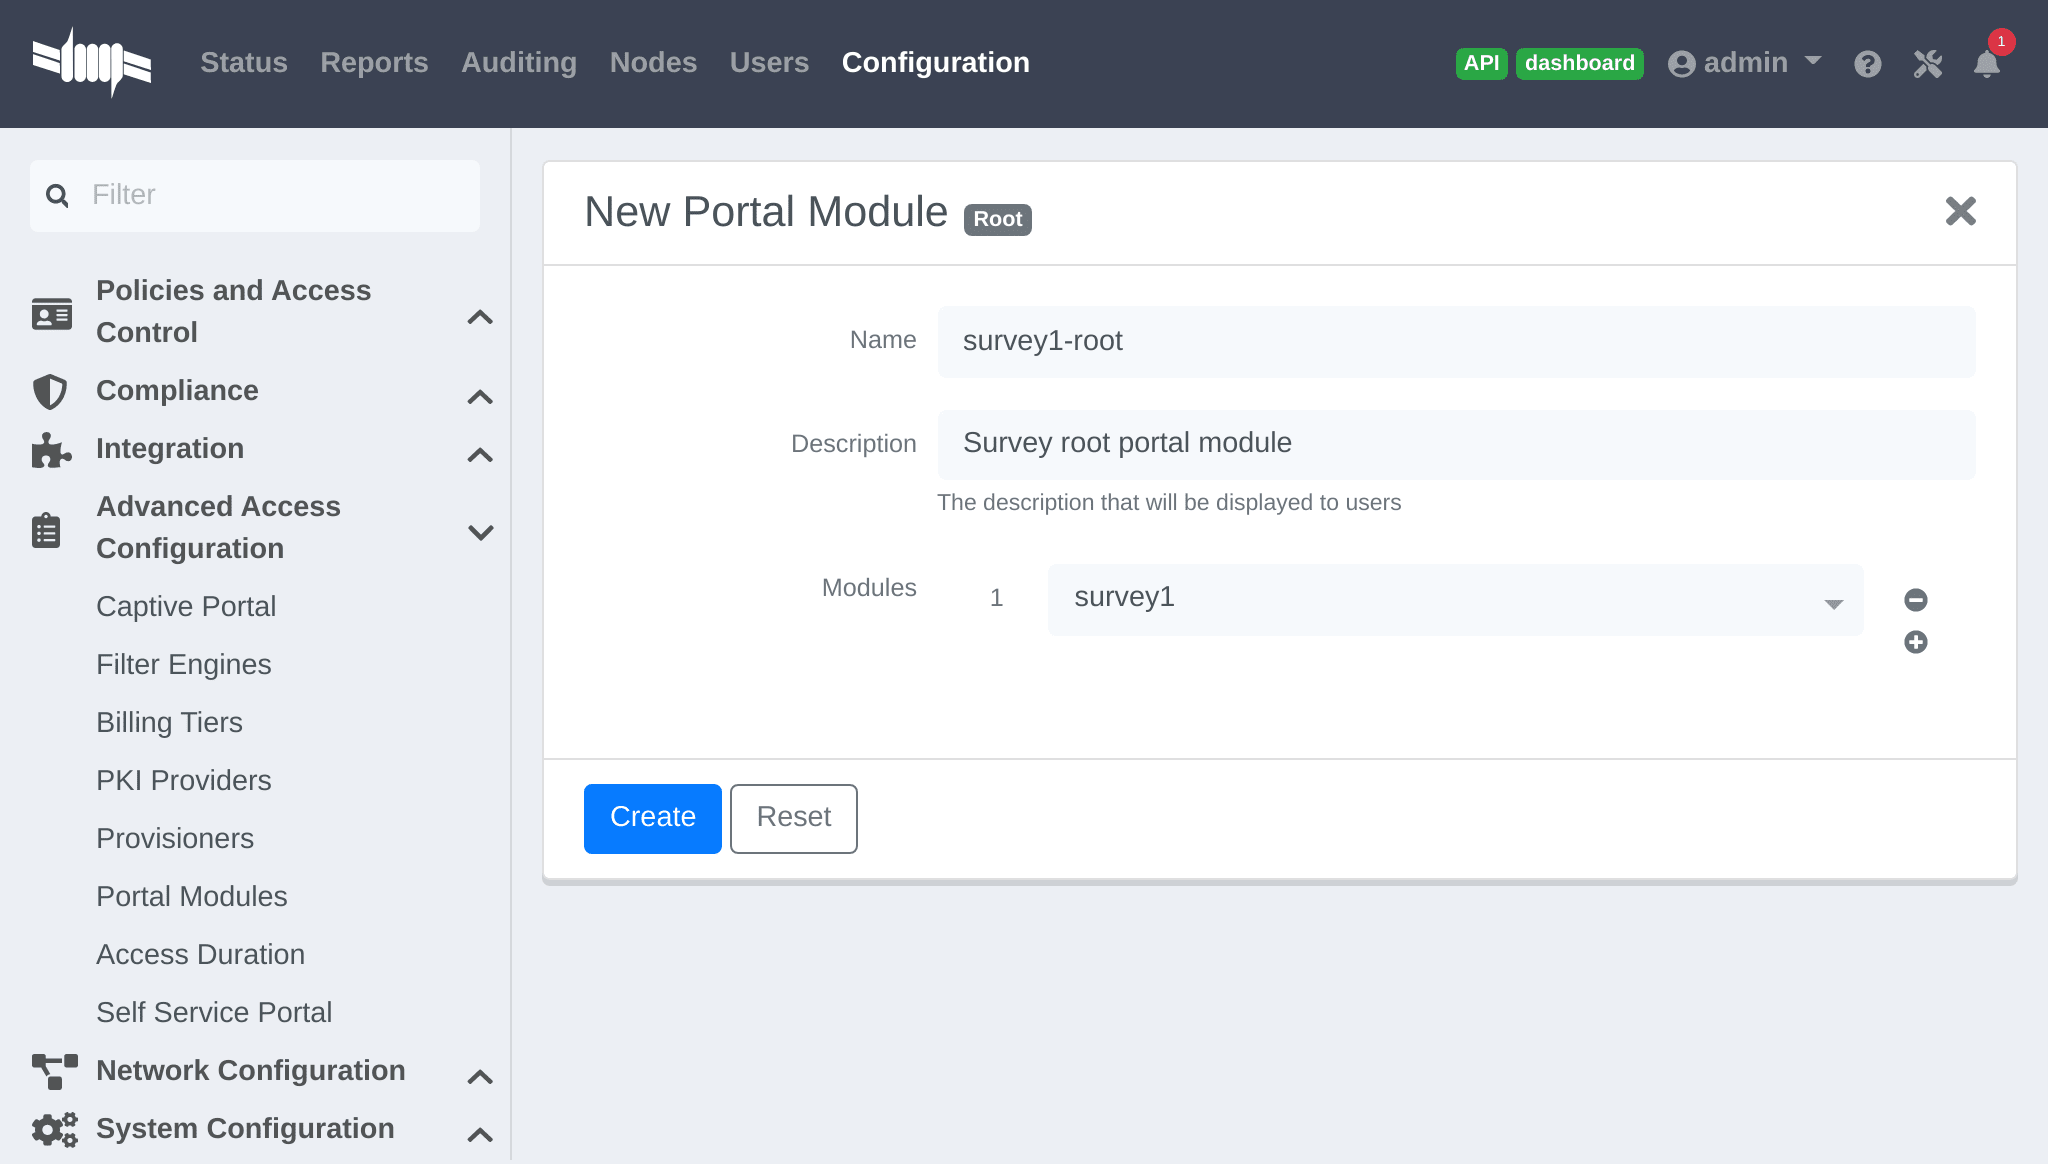 Status Reports Auditing Nodes Users Configuration API dashboard admin 1
Filter
Policies and Access
Control
Compliance
Integration
Advanced Access
Configuration
Captive Portal
Filter Engines
Billing Tiers
PKI Providers
Provisioners
Portal Modules
Access Duration
Self Service Portal
Network Configuration
System Configuration
New Portal Module Root
Name survey1-root
Description Survey root portal module
The description that will be displayed to users
Modules 1 survey1
Create Reset